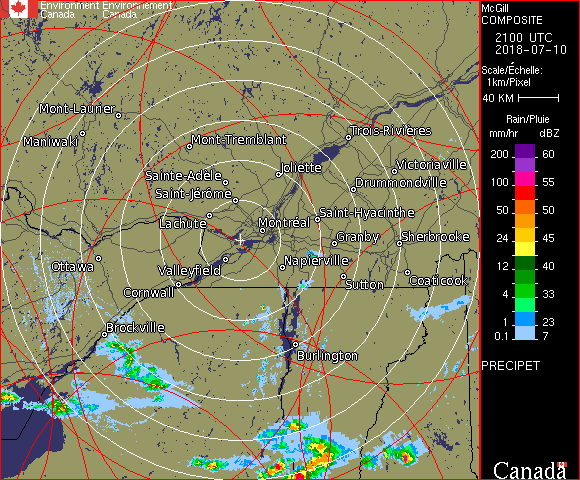 Environment Environnement
Canada Canada
McGill
COMPOSITE
2100 UTC
2018-07-10
Scale/Échelle:
1km/Pixel
40 KM
Rain/Pluie
mm/hr dBZ
200 60
155
100 55
50 50
24 45
12 40
4 33
1 23
0.1 7
PRECIPET
Canada
Mont-Laurier
Maniwaki
Mont-Tremblant
Trois-Rivières
Sainte-Adèle
Joliette
Victoriaville
Saint-Jérôme
Drummondville
Lachute
Montréal
Saint-Hyacinthe
Ottawa
Valleyfield
Napierville
Granby
Sherbrooke
Cornwall
Sutton
Coaticook
Brockville
Burlington